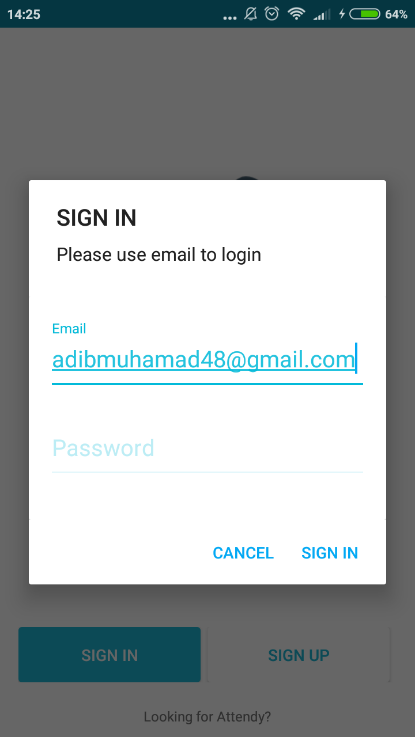 14:25
64%
SIGN IN
Please use email to login
Email
adibmuhamad48@gmail.com
Password
CANCEL SIGN IN
SIGN IN SIGN UP
Looking for Attendy?